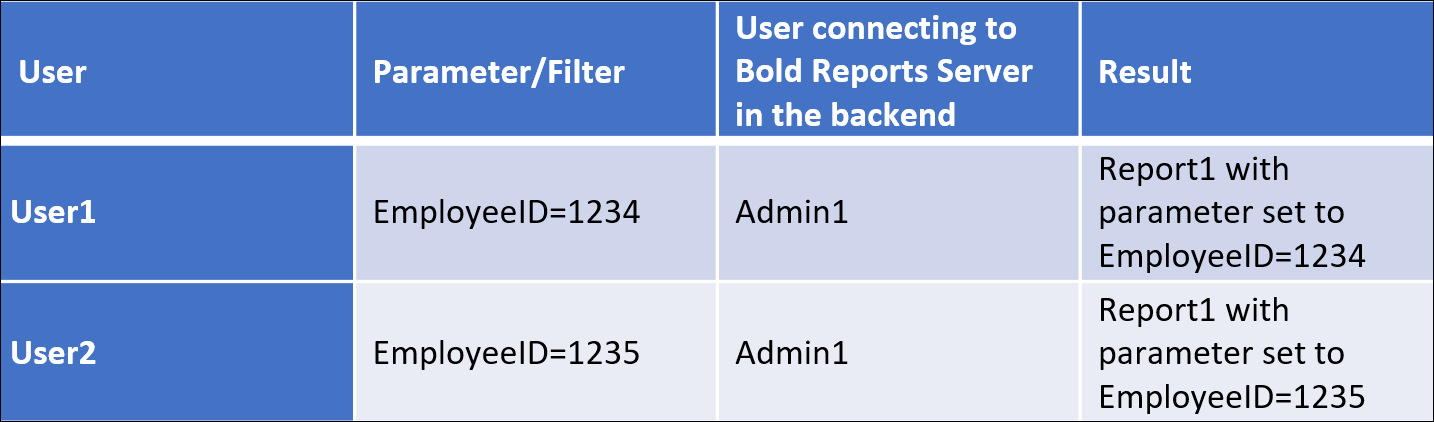 User
Parameter/Filter
User connecting to
Bold Reports Server
in the backend
Result
User1
EmployeeID=1234
Admin1
Report1 with
parameter set to
EmployeeID=1234
User2
EmployeeID=1235
Admin1
Report1 with
parameter set to
EmployeeID=1235